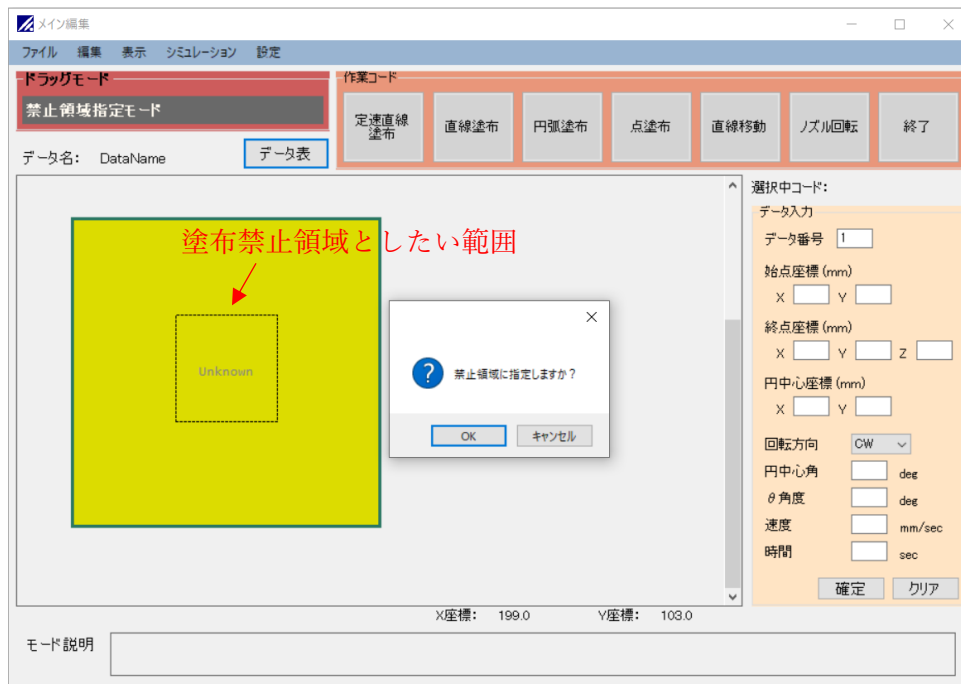 メイン編集
ファイル 編集 表示 シミュレーション 設定
ドラッグモード
禁止領域指定モード
データ名: DataName
データ表
作業コード
定速直線
塗布
直線塗布
円弧塗布
点塗布
直線移動
ノズル回転
終了
塗布禁止領域としたい範囲
Unknown
禁止領域に指定しますか?
OK
キャンセル
選択中コード:
データ入力
データ番号 1
始点座標(mm)
X Y
終点座標(mm)
X Y Z
円中心座標(mm)
X Y
回転方向 CW
円中心角 deg
θ角度 deg
速度 mm/sec
時間 sec
確定 クリア
X座標: 199.0 Y座標: 103.0
モード説明